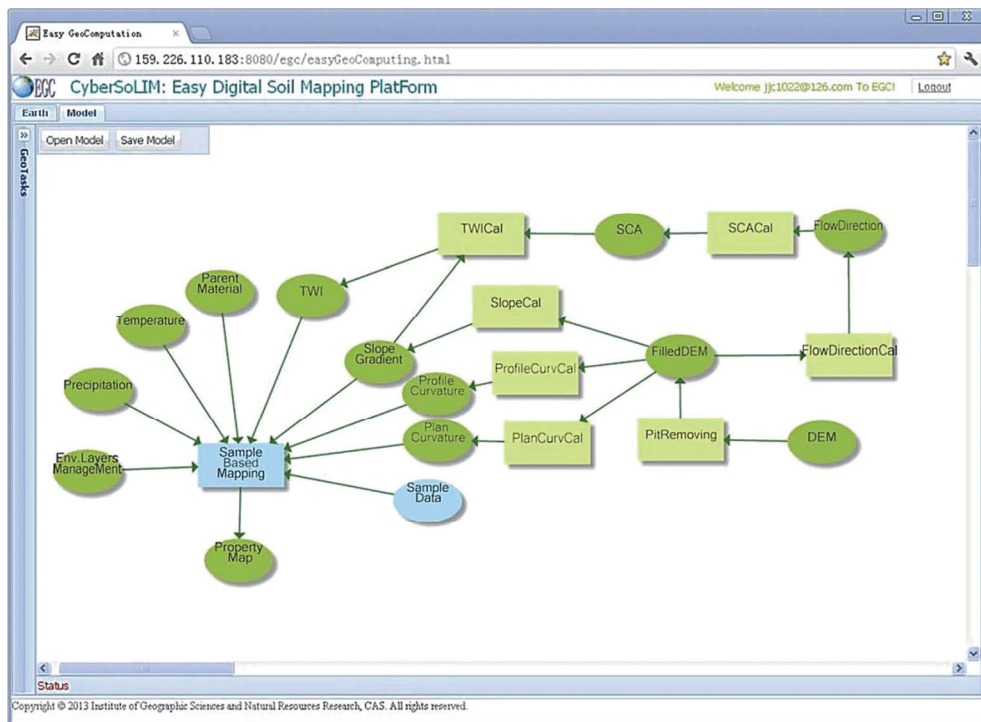 Easy GeoComputation
159.226.110.183:8080/egc/easyGeoComputing.html
EGC CyberSoLIM: Easy Digital Soil Mapping PlatForm
Welcome jjc1022@126.com To EGC! Logout
Earth Model
GeoTasks
Open Model Save Model
TWICal
SCA
SCACal
FlowDirection
Parent
Material
TWI
SlopeCal
Temperature
Slope
Gradient
FilledDEM
FlowDirectionCal
ProfileCurvCal
Profile
Curvature
Precipitation
Plan
Curvature
PlanCurvCal
PitRemoving
DEM
Sample
Based
Mapping
Env.Layers
ManageMent
Sample
Data
Property
Map
Status
Copyright © 2013 Institute of Geographic Sciences and Natural Resources Research, CAS. All rights reserved.